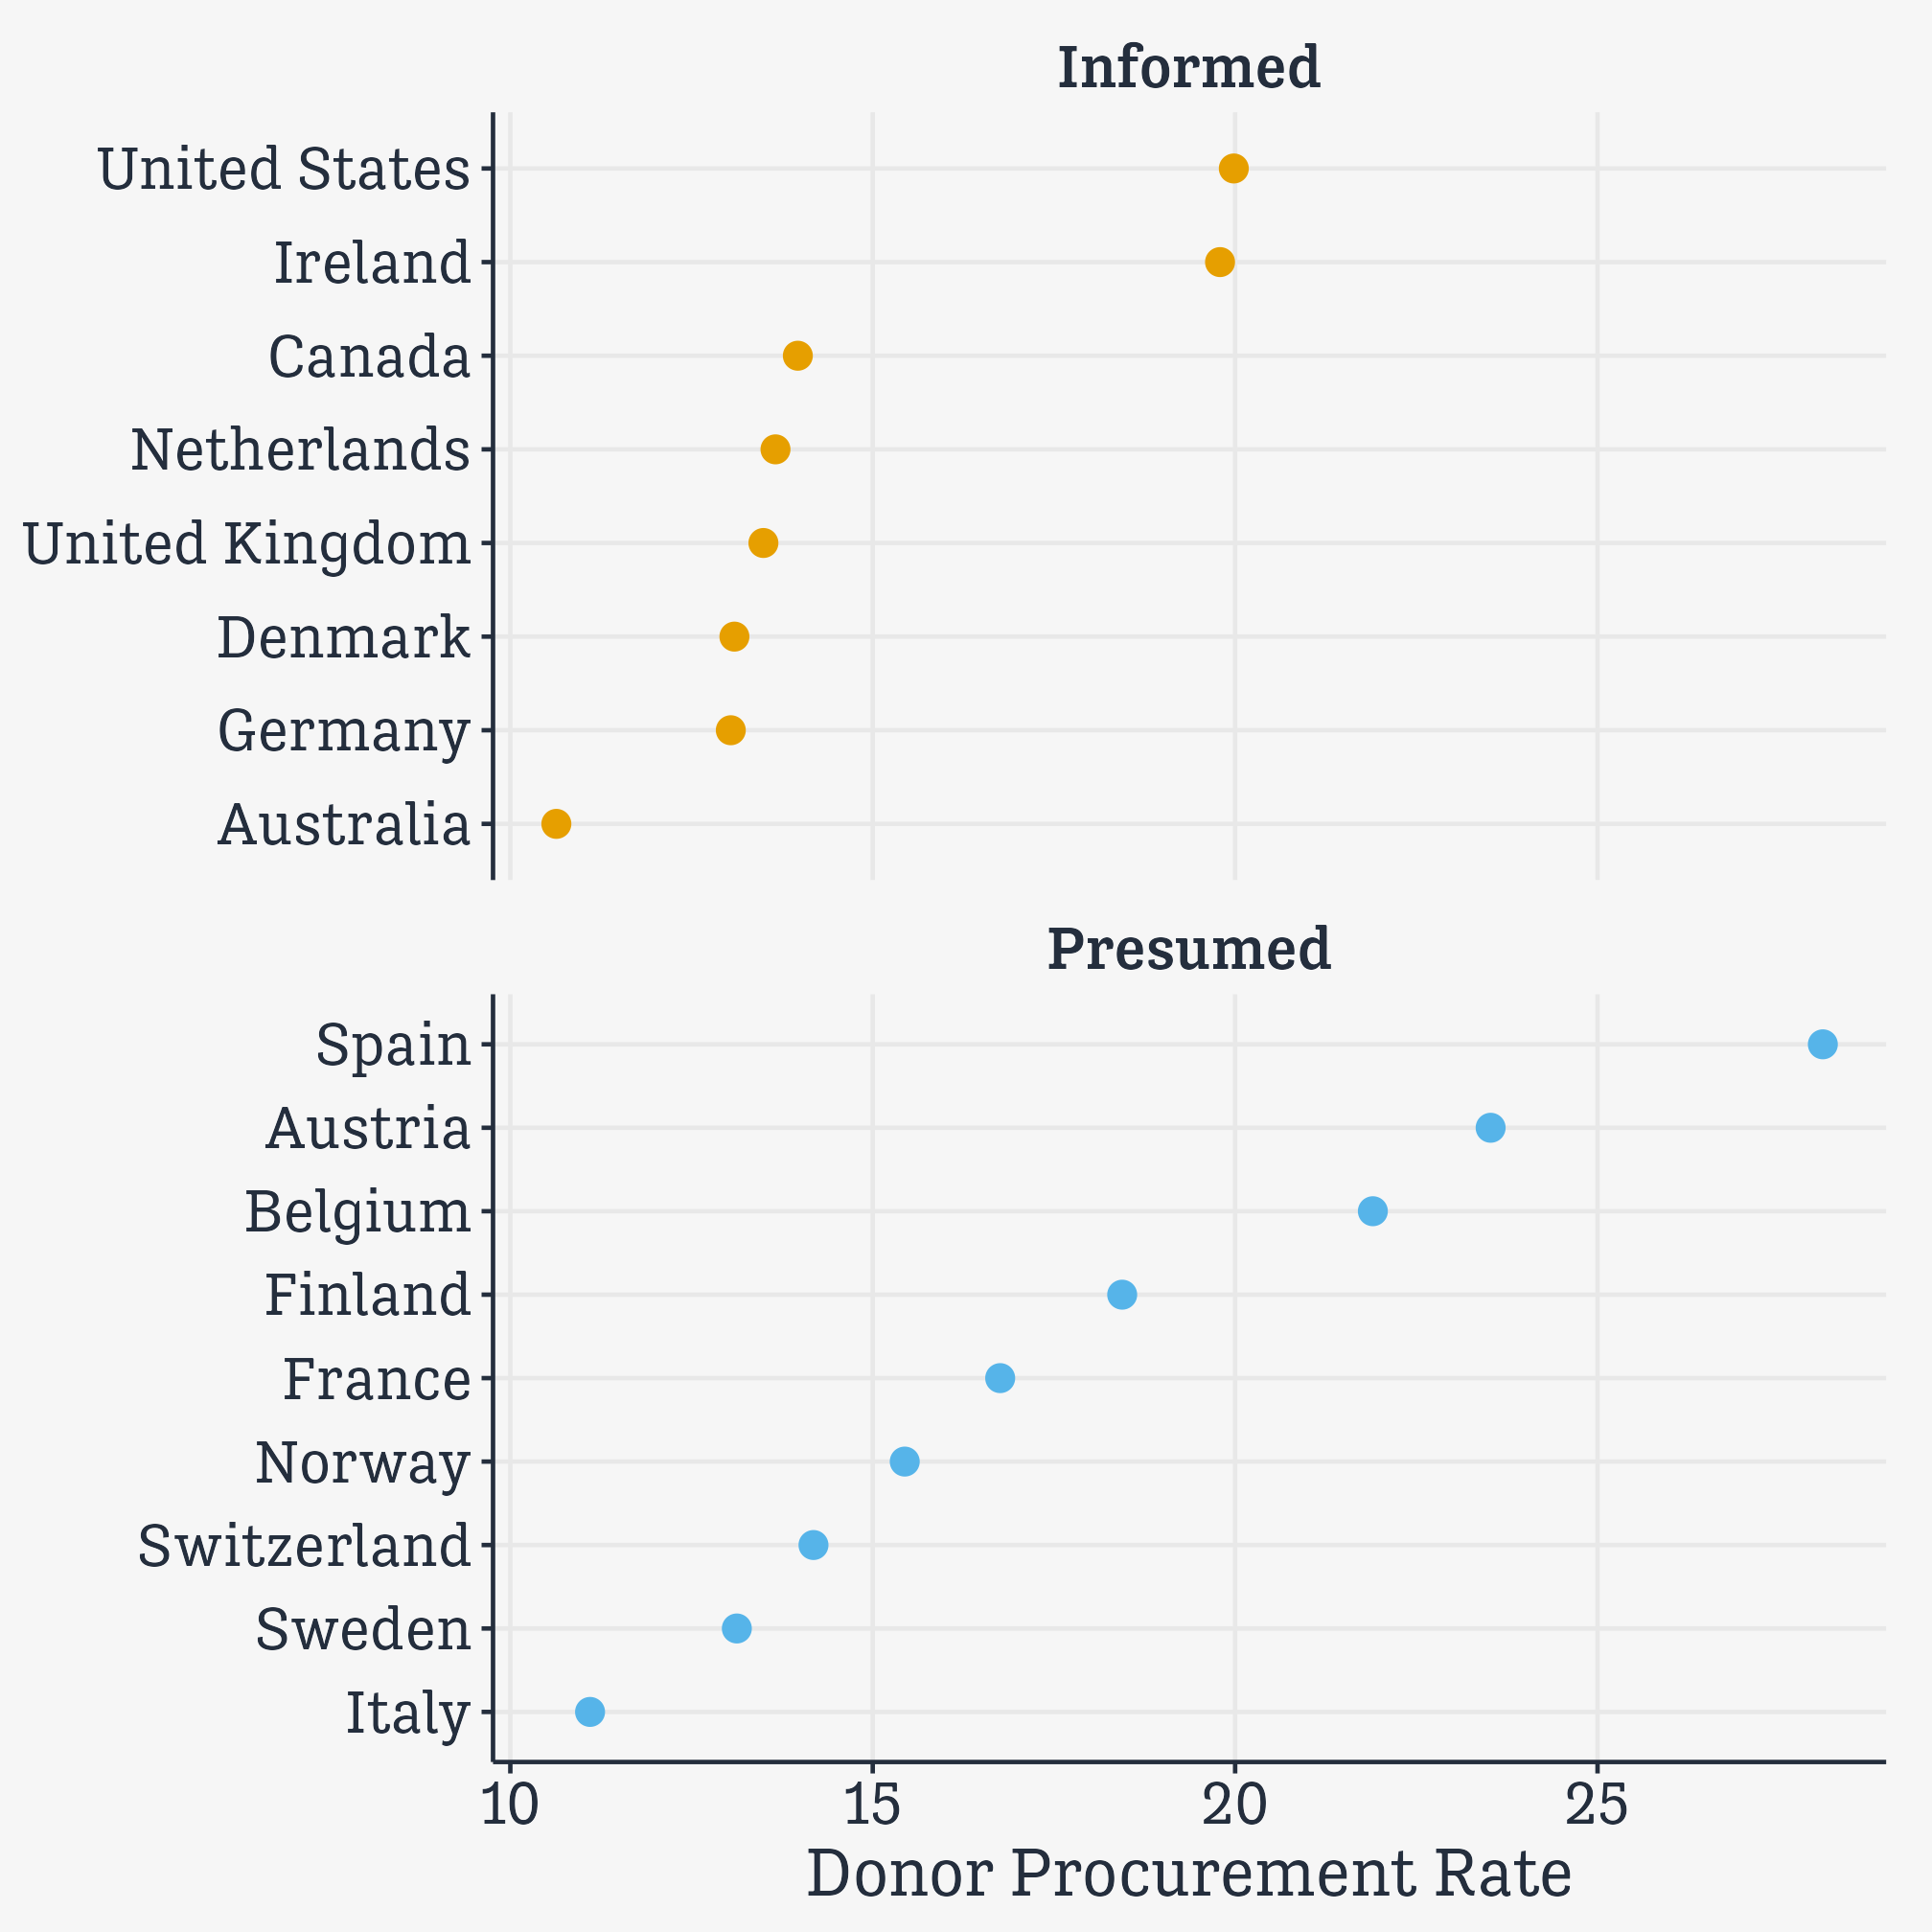 Informed
United States
Ireland
Canada
Netherlands
United Kingdom
Denmark
Germany
Australia
Presumed
Spain
Austria
Belgium
Finland
France
Norway
Switzerland
Sweden
Italy
10 15 20 25
Donor Procurement Rate